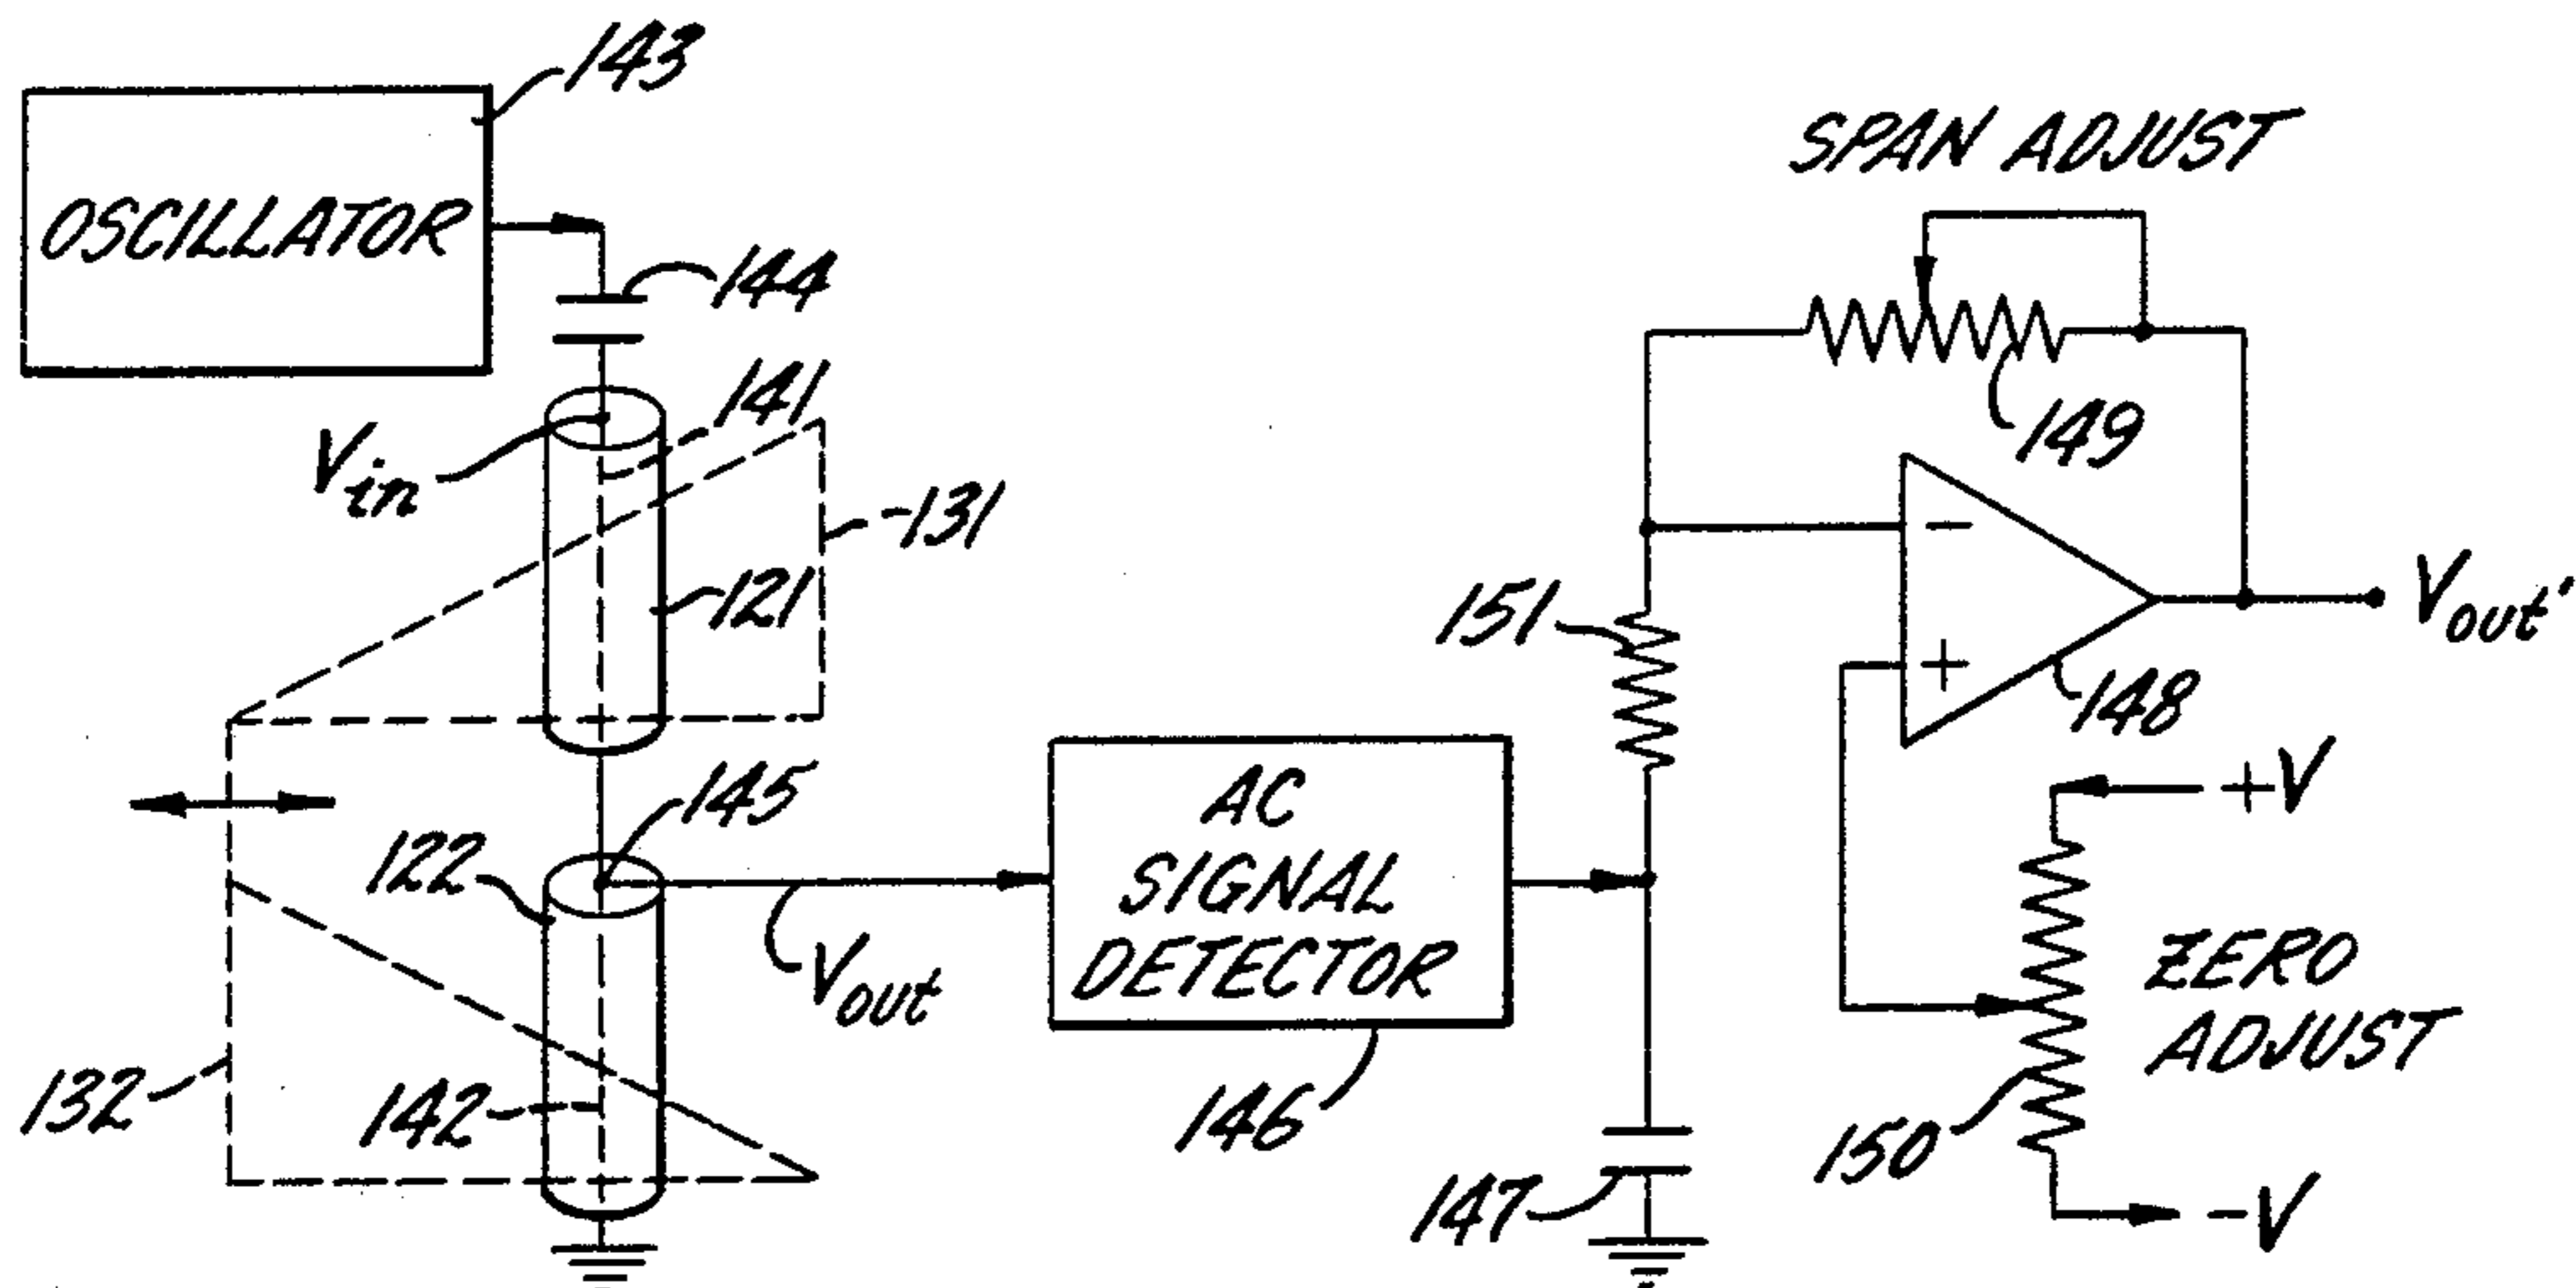 143
OSCILLATOR
144
141
Vin
131
121
145
122
Vout
132
142
AC
SIGNAL
DETECTOR
146
147
151
SPAN ADJUST
149
−
+
148
Vout'
+V
ZERO
ADJUST
150
−V